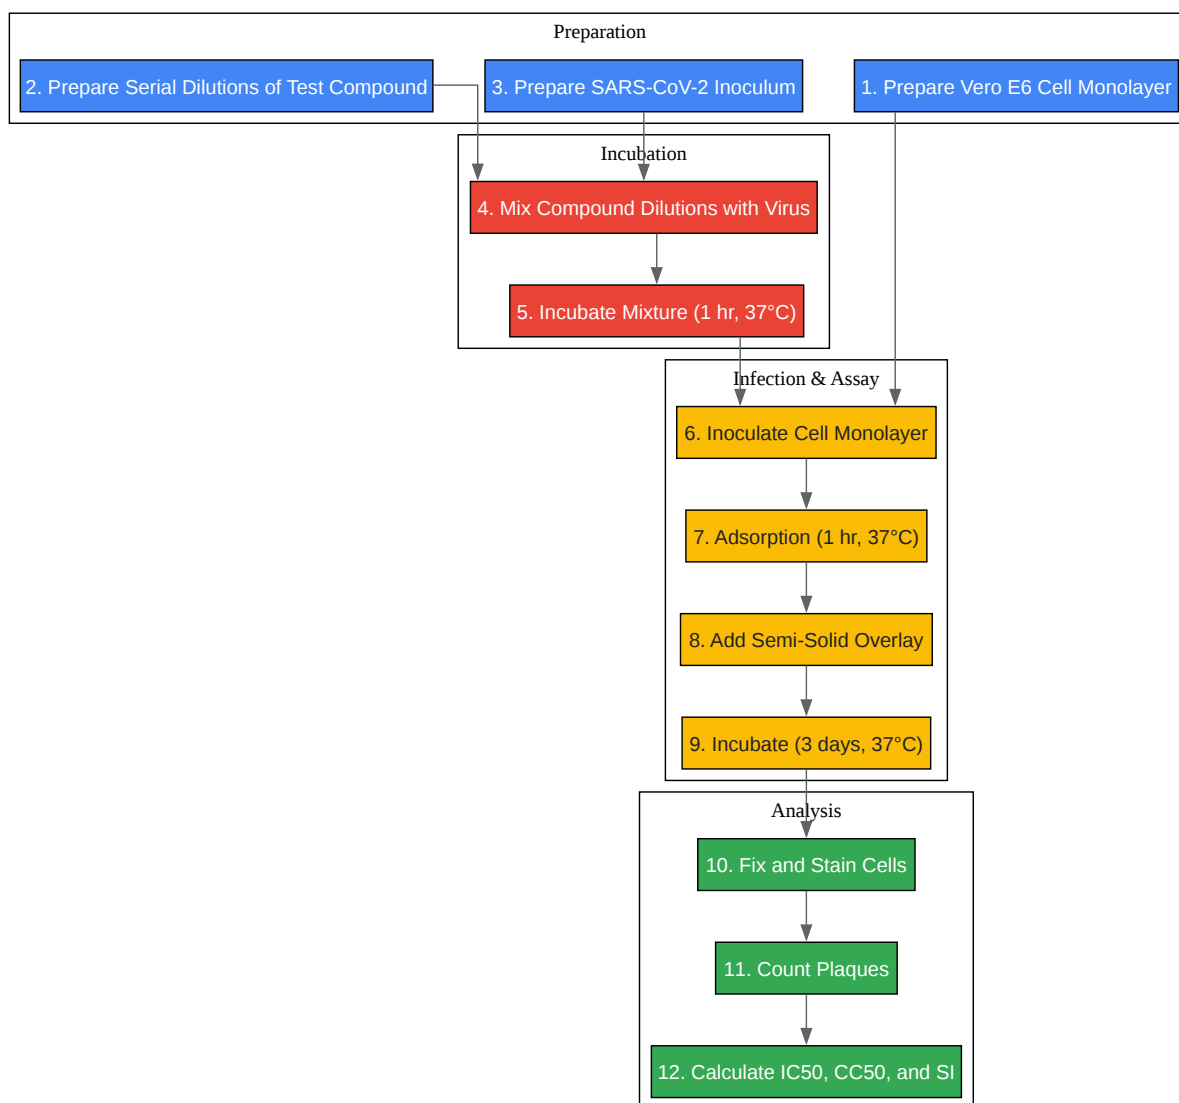 Preparation
2. Prepare Serial Dilutions of Test Compound
3. Prepare SARS-CoV-2 Inoculum
1. Prepare Vero E6 Cell Monolayer
Incubation
4. Mix Compound Dilutions with Virus
5. Incubate Mixture (1 hr, 37°C)
Infection & Assay
6. Inoculate Cell Monolayer
7. Adsorption (1 hr, 37°C)
8. Add Semi-Solid Overlay
9. Incubate (3 days, 37°C)
Analysis
10. Fix and Stain Cells
11. Count Plaques
12. Calculate IC50, CC50, and SI